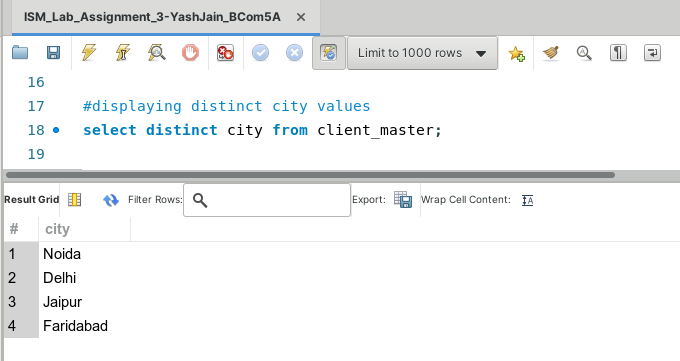 ISM_Lab_Assignment_3-YashJain_BCom5A ×
Limit to 1000 rows
16
17 #displaying distinct city values
18 select distinct city from client_master;
19
Result Grid Filter Rows: Export: Wrap Cell Content: IA
# city
1 Noida
2 Delhi
3 Jaipur
4 Faridabad